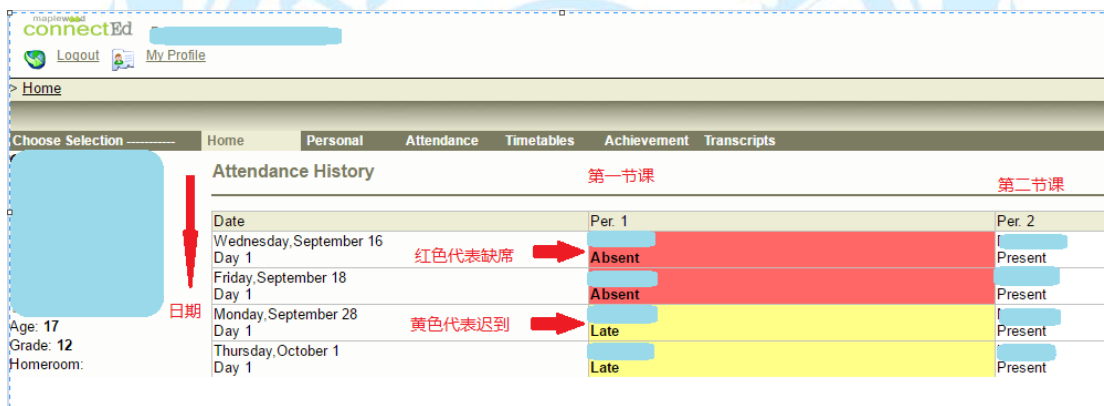 maplewood
connectEd
Logout My Profile
> Home
Choose Selection ----------- Home Personal Attendance Timetables Achievement Transcripts
Attendance History
第一节课
第二节课
Date Per. 1 Per. 2
Wednesday,September 16
Day 1 红色代表缺席 Absent Present
Friday,September 18
Day 1 Absent Present
日期
Monday,September 28
Age: 17 Day 1 黄色代表迟到 Late Present
Grade: 12
Thursday,October 1
Homeroom: Day 1 Late Present